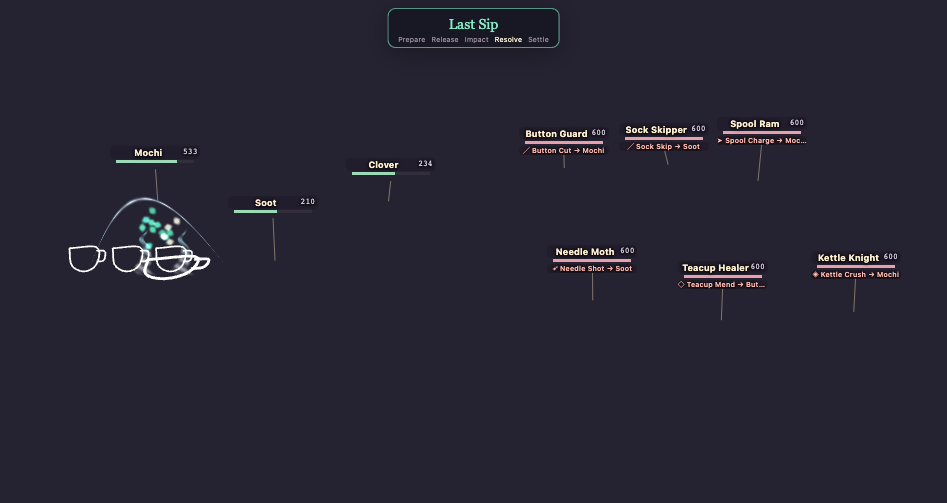 Last Sip
Prepare Release Impact Resolve Settle
Mochi 533
Soot 210
Clover 234
Button Guard 600
Button Cut → Mochi
Sock Skipper 600
Sock Skip → Soot
Spool Ram 600
Spool Charge → Moc...
Needle Moth 600
Needle Shot → Soot
Teacup Healer 600
Teacup Mend → But...
Kettle Knight 600
Kettle Crush → Mochi